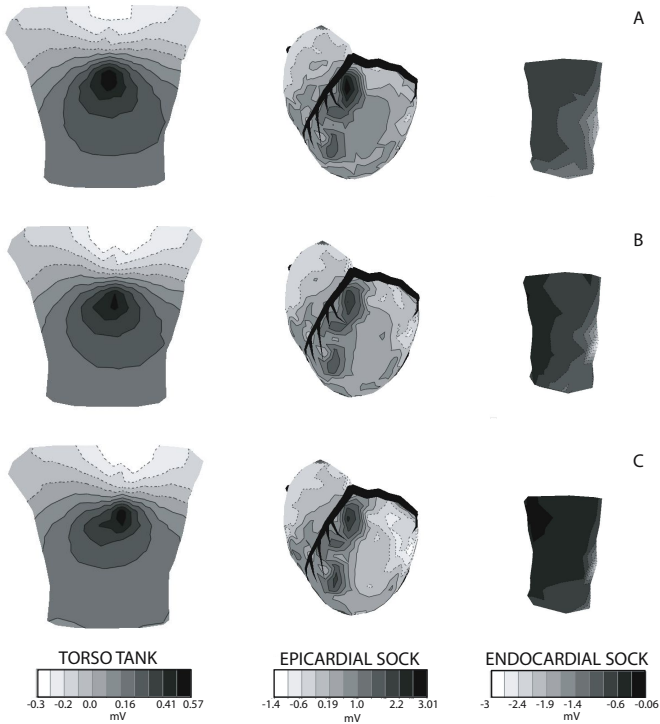 A
B
C
TORSO TANK
-0.3 -0.2 0.0 0.16 0.41 0.57
mV
EPICARDIAL SOCK
-1.4 -0.6 0.19 1.0 2.2 3.01
mV
ENDOCARDIAL SOCK
-3 -2.4 -1.9 -1.4 -0.6 -0.06
mV